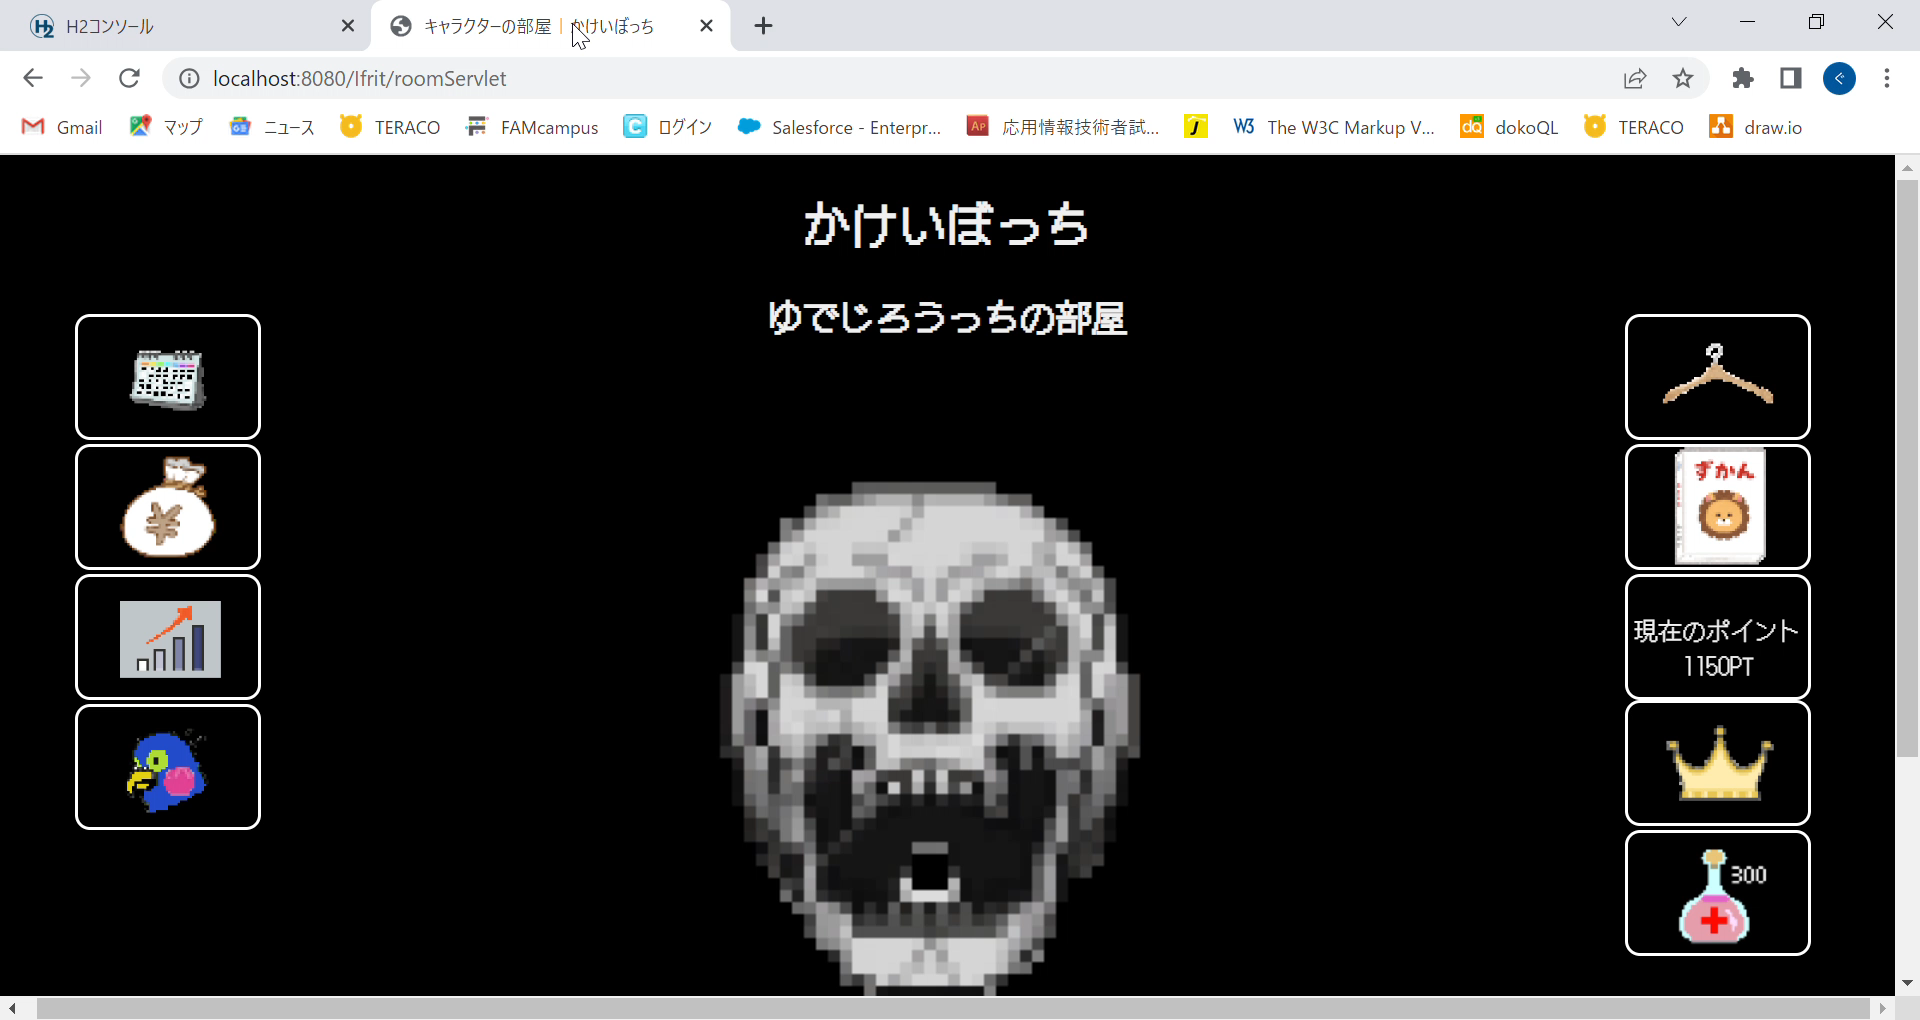 H2コンソール
キャラクターの部屋｜かけいぼっち
localhost:8080/Ifrit/roomServlet
Gmail
マップ
ニュース
TERACO
FAMcampus
ログイン
Salesforce - Enterpr...
応用情報技術者試...
The W3C Markup V...
dokoQL
TERACO
draw.io
かけいぼっち
ゆでじろうっちの部屋
ずかん
現在のポイント
1150PT
300